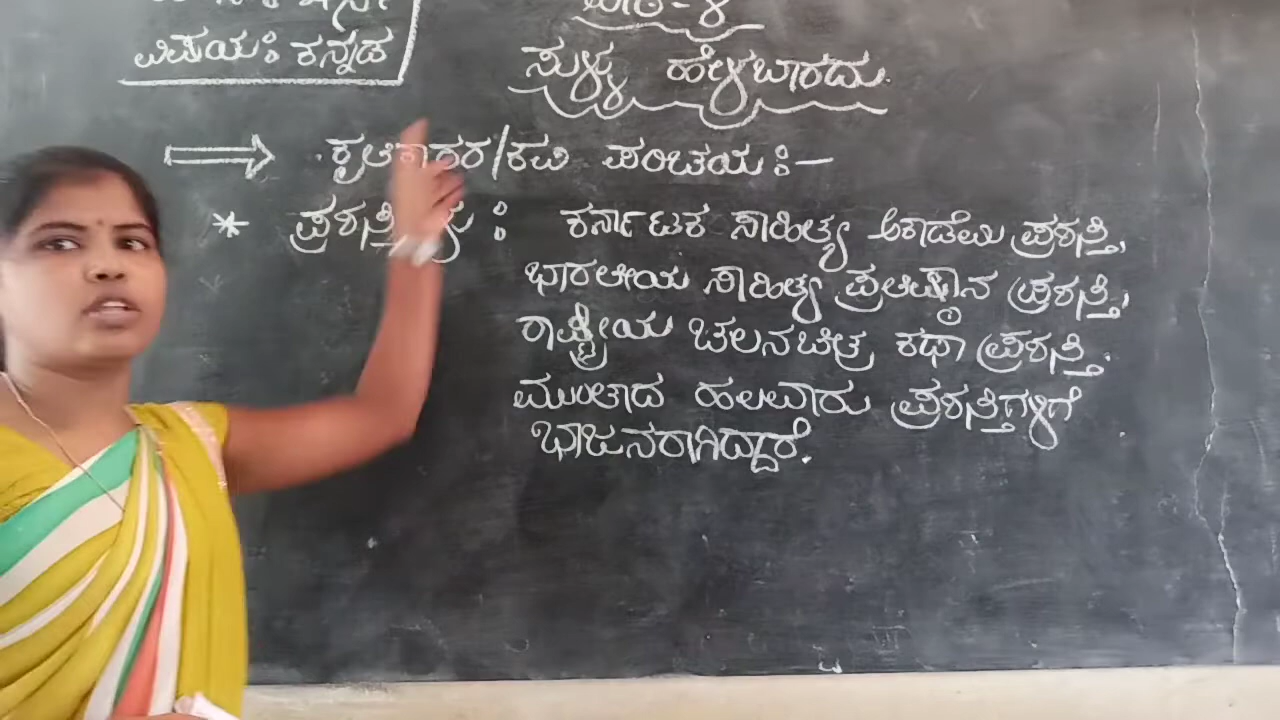 ವಿಷಯ: ಕನ್ನಡ
ಪಾಠ-೪
ಸುಳ್ಳು ಹೇಳಬಾರದು.
ಕೃತಿಕಾರರ/ಕವಿ ಪರಿಚಯ:-
* : ಕರ್ನಾಟಕ ಸಾಹಿತ್ಯ ಅಕಾಡೆಮಿ ಪ್ರಶಸ್ತಿ,
ಭಾರತೀಯ ಸಾಹಿತ್ಯ ಪ್ರತಿಷ್ಠಾನ ಪ್ರಶಸ್ತಿ,
ರಾಷ್ಟ್ರೀಯ ಚಲನಚಿತ್ರ ಕಥಾ ಪ್ರಶಸ್ತಿ.
ಮುಂತಾದ ಹಲವಾರು ಪ್ರಶಸ್ತಿಗಳಿಗೆ
ಭಾಜನರಾಗಿದ್ದಾರೆ.